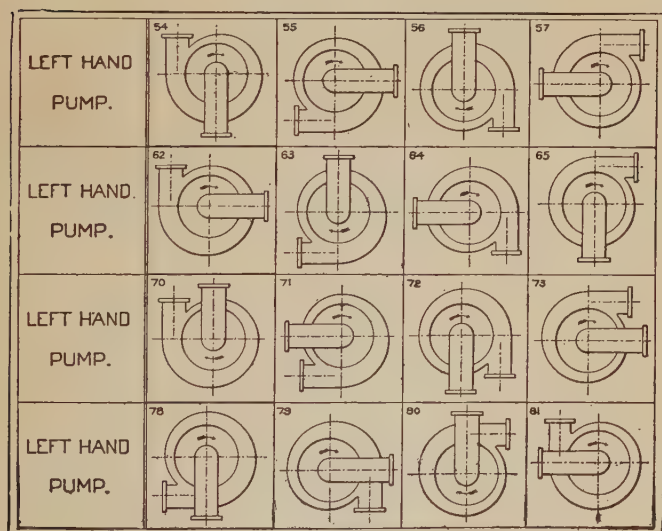 LEFT HAND
PUMP.
54 55 56 57
LEFT HAND.
PUMP.
62 63 64 65
LEFT HAND
PUMP.
70 71 72 73
LEFT HAND
PUMP.
78 79 80 81